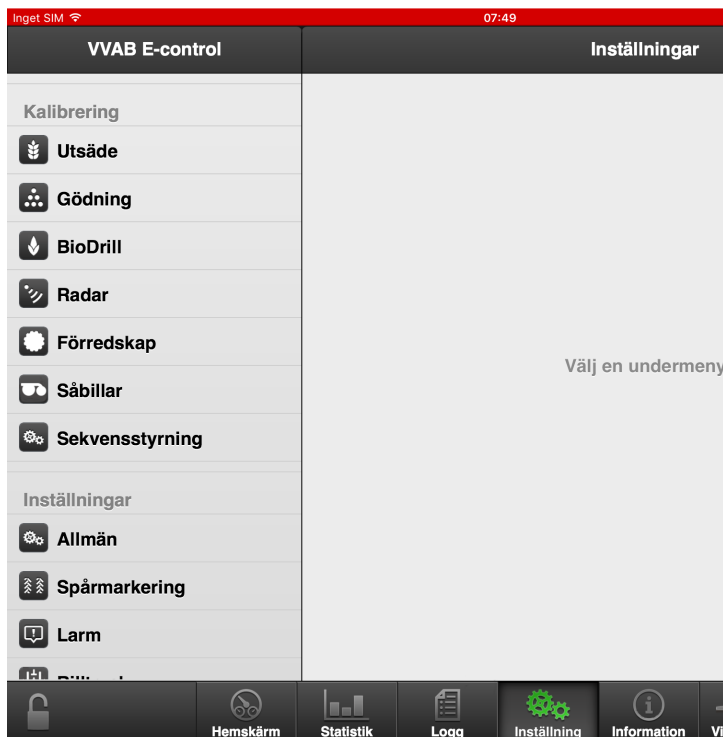 Inget SIM 07:49
VVAB E-control
Inställningar
Kalibrering
Utsäde
Gödning
BioDrill
Radar
Förredskap
Såbillar
Sekvensstyrning
Inställningar
Allmän
Spårmarkering
Larm
Välj en undermeny
Hemskärm
Statistik
Logg
Inställning
Information